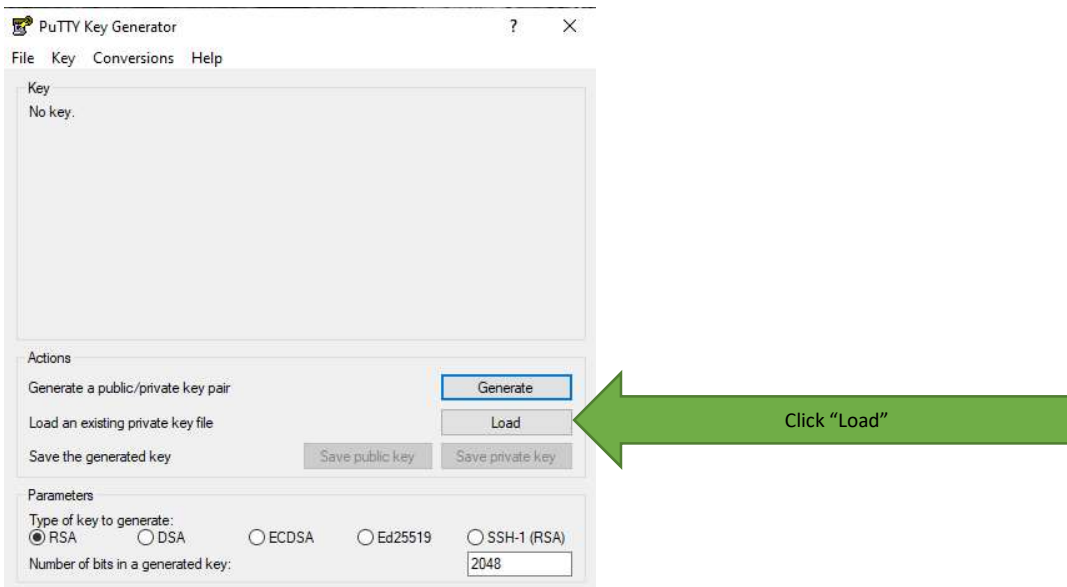 PuTTY Key Generator ?
File Key Conversions Help
Key
No key.
Actions
Generate a public/private key pair Generate
Load an existing private key file Load
Click “Load”
Save the generated key Save public key Save private key
Parameters
Type of key to generate:
RSA DSA ECDSA Ed25519 SSH-1 (RSA)
Number of bits in a generated key: 2048